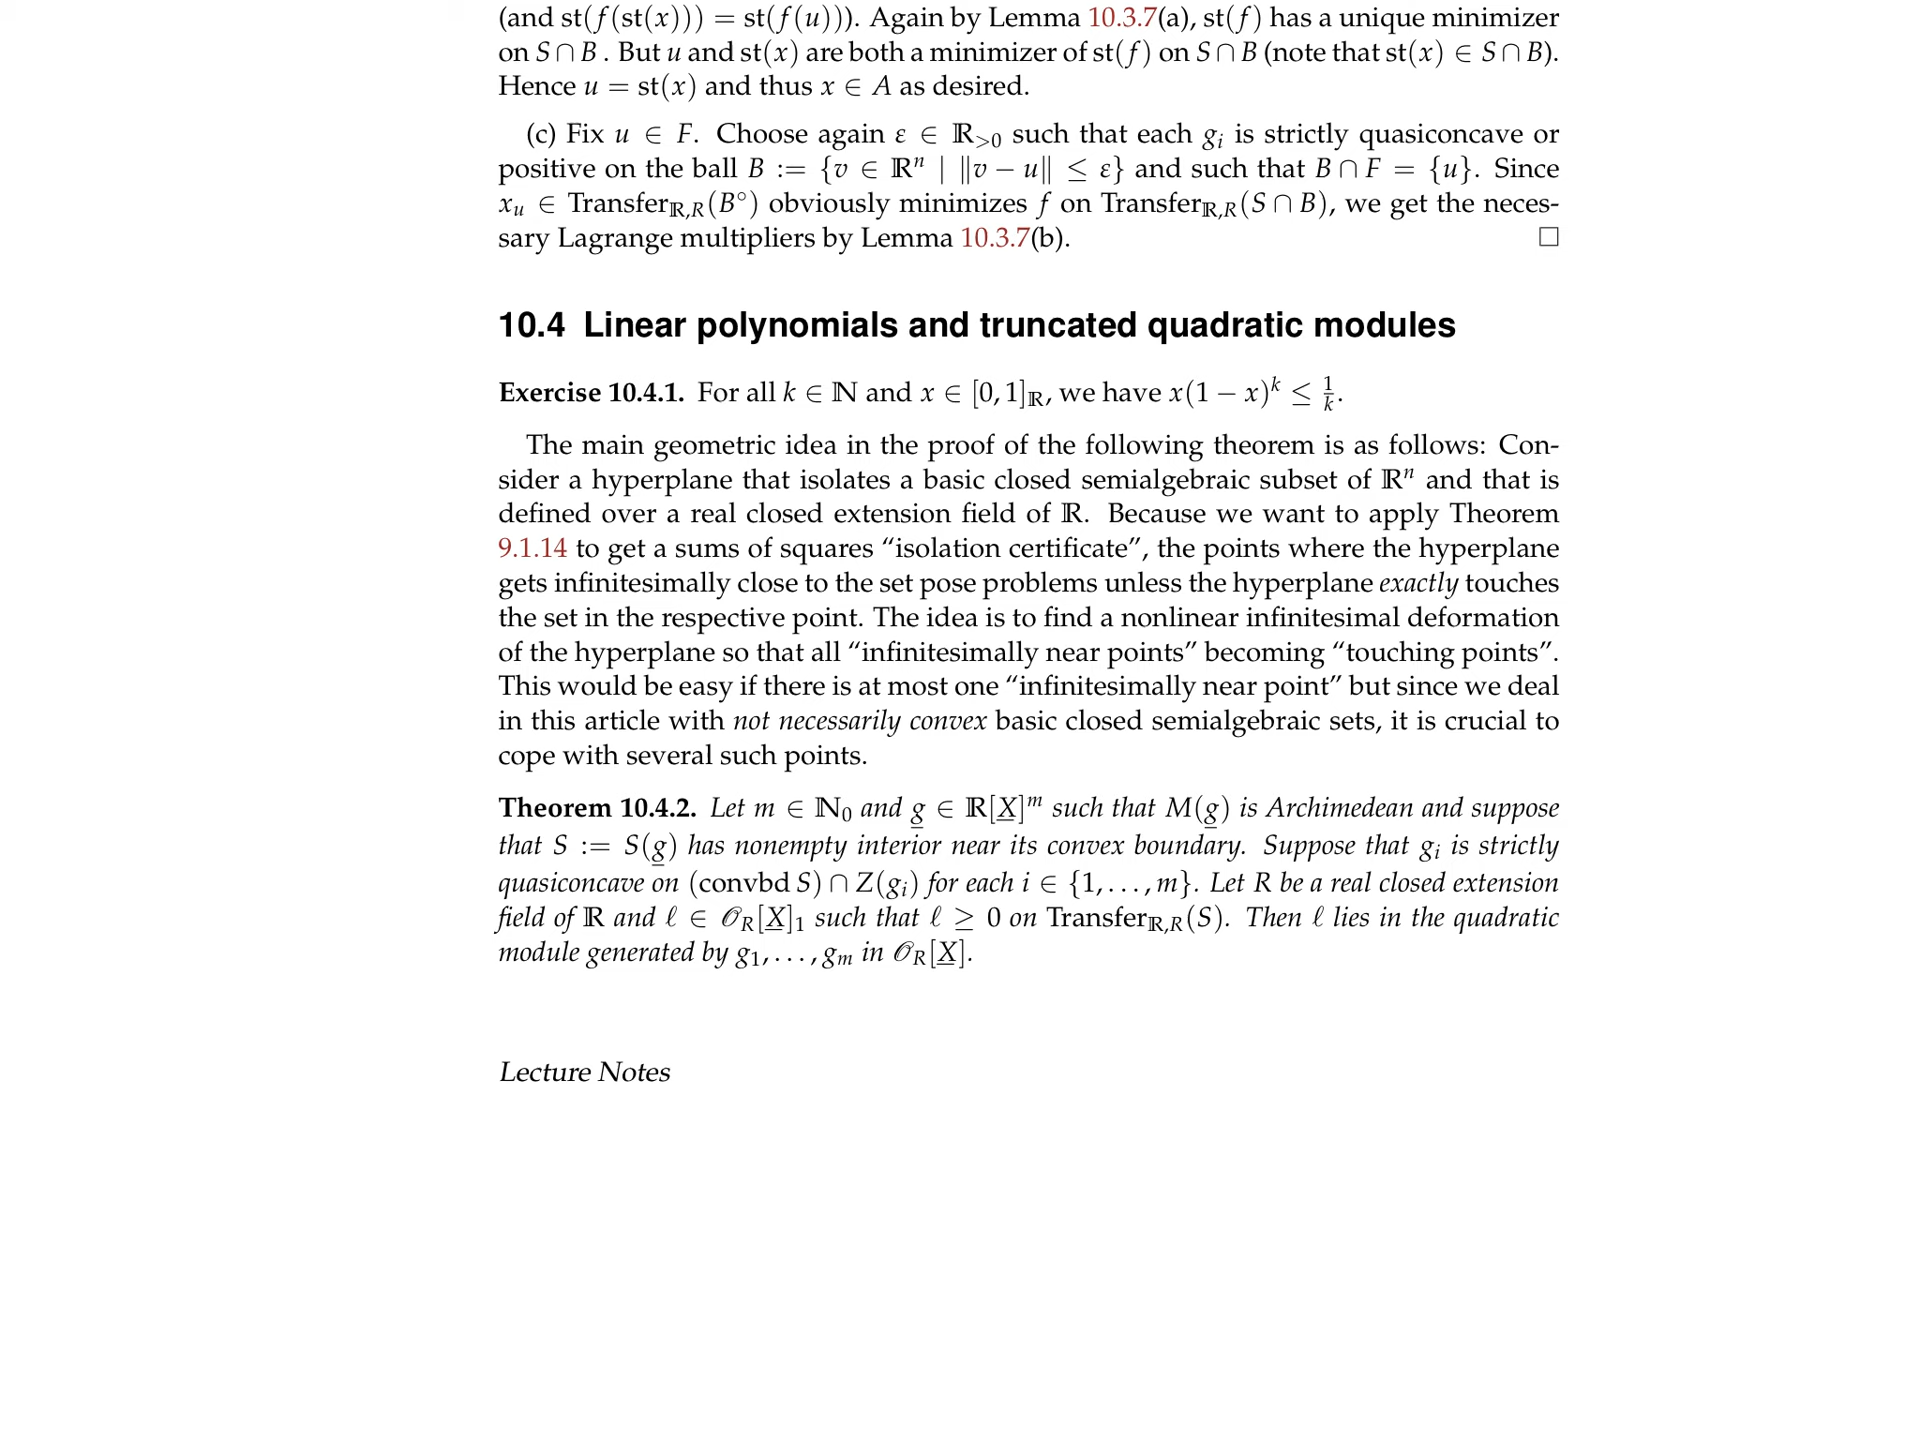 (and st(f(st(x))) = st(f(u))). Again by Lemma 10.3.7(a), st(f) has a unique minimizer
on S ∩ B . But u and st(x) are both a minimizer of st(f) on S ∩ B (note that st(x) ∈ S ∩ B).
Hence u = st(x) and thus x ∈ A as desired.
(c) Fix u ∈ F. Choose again ε ∈ ℝ>0 such that each gᵢ is strictly quasiconcave or
positive on the ball B := {v ∈ ℝⁿ | ‖v − u‖ ≤ ε} and such that B ∩ F = {u}. Since
xᵤ ∈ Transfer_{ℝ,R}(B°) obviously minimizes f on Transfer_{ℝ,R}(S ∩ B), we get the neces-
sary Lagrange multipliers by Lemma 10.3.7(b). □
10.4 Linear polynomials and truncated quadratic modules
Exercise 10.4.1. For all k ∈ ℕ and x ∈ [0, 1]_ℝ, we have x(1 − x)ᵏ ≤ 1/k.
The main geometric idea in the proof of the following theorem is as follows: Con-
sider a hyperplane that isolates a basic closed semialgebraic subset of ℝⁿ and that is
defined over a real closed extension field of ℝ. Because we want to apply Theorem
9.1.14 to get a sums of squares “isolation certificate”, the points where the hyperplane
gets infinitesimally close to the set pose problems unless the hyperplane exactly touches
the set in the respective point. The idea is to find a nonlinear infinitesimal deformation
of the hyperplane so that all “infinitesimally near points” becoming “touching points”.
This would be easy if there is at most one “infinitesimally near point” but since we deal
in this article with not necessarily convex basic closed semialgebraic sets, it is crucial to
cope with several such points.
Theorem 10.4.2. Let m ∈ ℕ₀ and g̲ ∈ ℝ[X̲]ᵐ such that M(g̲) is Archimedean and suppose
that S := S(g̲) has nonempty interior near its convex boundary. Suppose that gᵢ is strictly
quasiconcave on (convbd S) ∩ Z(gᵢ) for each i ∈ {1, . . . , m}. Let R be a real closed extension
field of ℝ and ℓ ∈ 𝒪_R[X̲]₁ such that ℓ ≥ 0 on Transfer_{ℝ,R}(S). Then ℓ lies in the quadratic
module generated by g₁, . . . , gₘ in 𝒪_R[X̲].
Lecture Notes